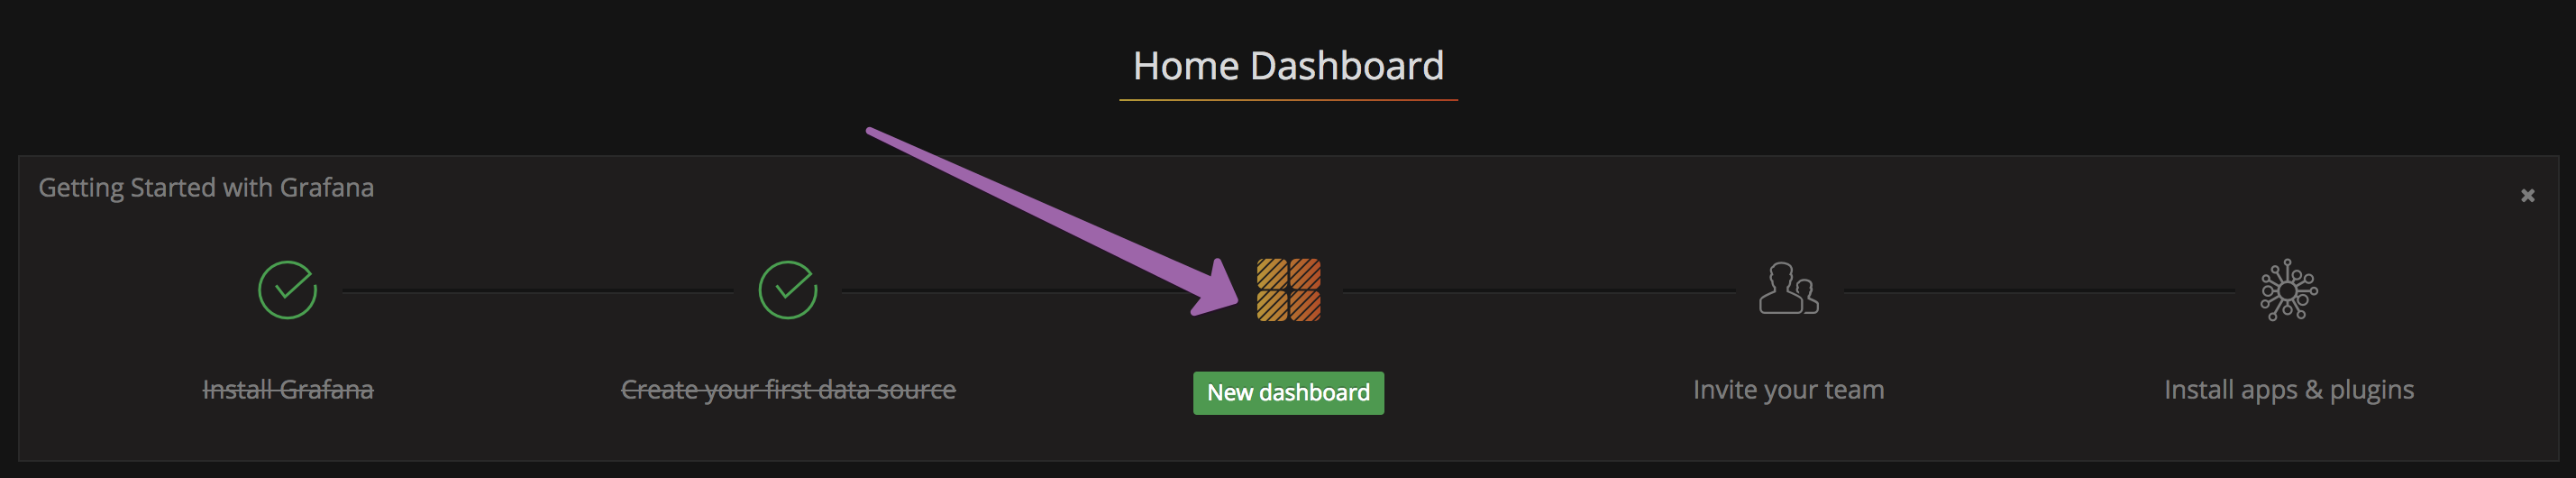 Home Dashboard
Getting Started with Grafana
Install Grafana
Create your first data source
New dashboard
Invite your team
Install apps & plugins